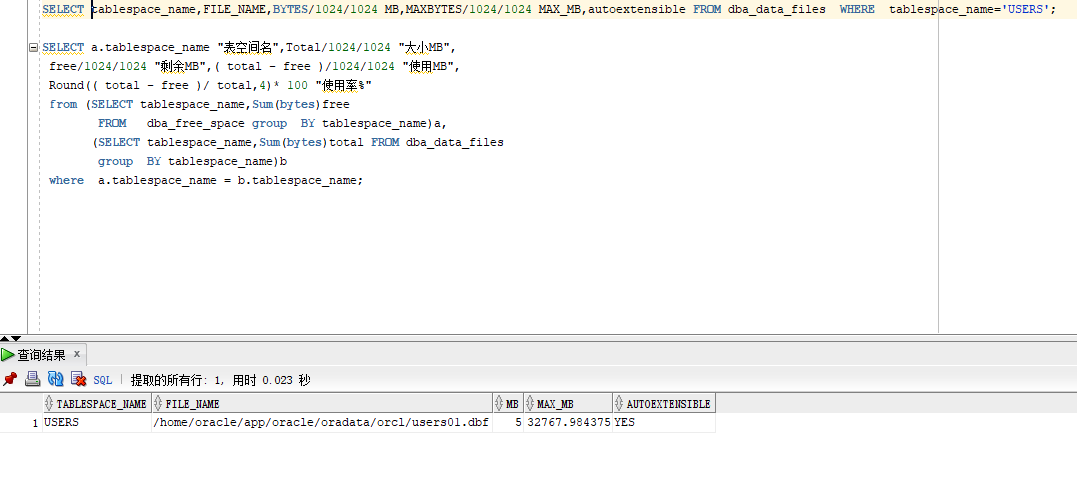 SELECT tablespace_name,FILE_NAME,BYTES/1024/1024 MB,MAXBYTES/1024/1024 MAX_MB,autoextensible FROM dba_data_files  WHERE  tablespace_name='USERS';
SELECT a.tablespace_name "表空间名",Total/1024/1024 "大小MB",
free/1024/1024 "剩余MB",( total - free )/1024/1024 "使用MB",
Round(( total - free )/ total,4)* 100 "使用率%"
from (SELECT tablespace_name,Sum(bytes)free
FROM   dba_free_space group  BY tablespace_name)a,
(SELECT tablespace_name,Sum(bytes)total FROM dba_data_files
group  BY tablespace_name)b
where  a.tablespace_name = b.tablespace_name;
查询结果 x
SQL | 提取的所有行: 1, 用时 0.023 秒
TABLESPACE_NAME FILE_NAME MB MAX_MB AUTOEXTENSIBLE
1 USERS /home/oracle/app/oracle/oradata/orcl/users01.dbf 5 32767.984375 YES